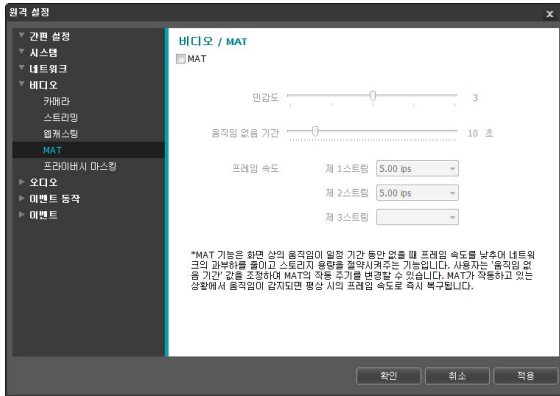 원격 설정
x
간편 설정
시스템
네트워크
비디오
카메라
스트리밍
웹캐스팅
MAT
프라이버시 마스킹
오디오
이벤트 동작
이벤트
비디오 / MAT
MAT
민감도 3
움직임 없음 기간 10 초
프레임 속도 제 1스트림 5.00 ips
제 2스트림 5.00 ips
제 3스트림
*MAT 기능은 화면 상의 움직임이 일정 기간 동안 없을 때 프레임 속도를 낮추어 네트워
크의 과부하를 줄이고 스토리지 용량을 절약시켜주는 기능입니다. 사용자는 '움직임 없
음 기간' 값을 조정하여 MAT의 작동 주기를 변경할 수 있습니다. MAT가 작동하고 있는
상황에서 움직임이 감지되면 평상 시의 프레임 속도로 즉시 복구됩니다.
확인 취소 적용